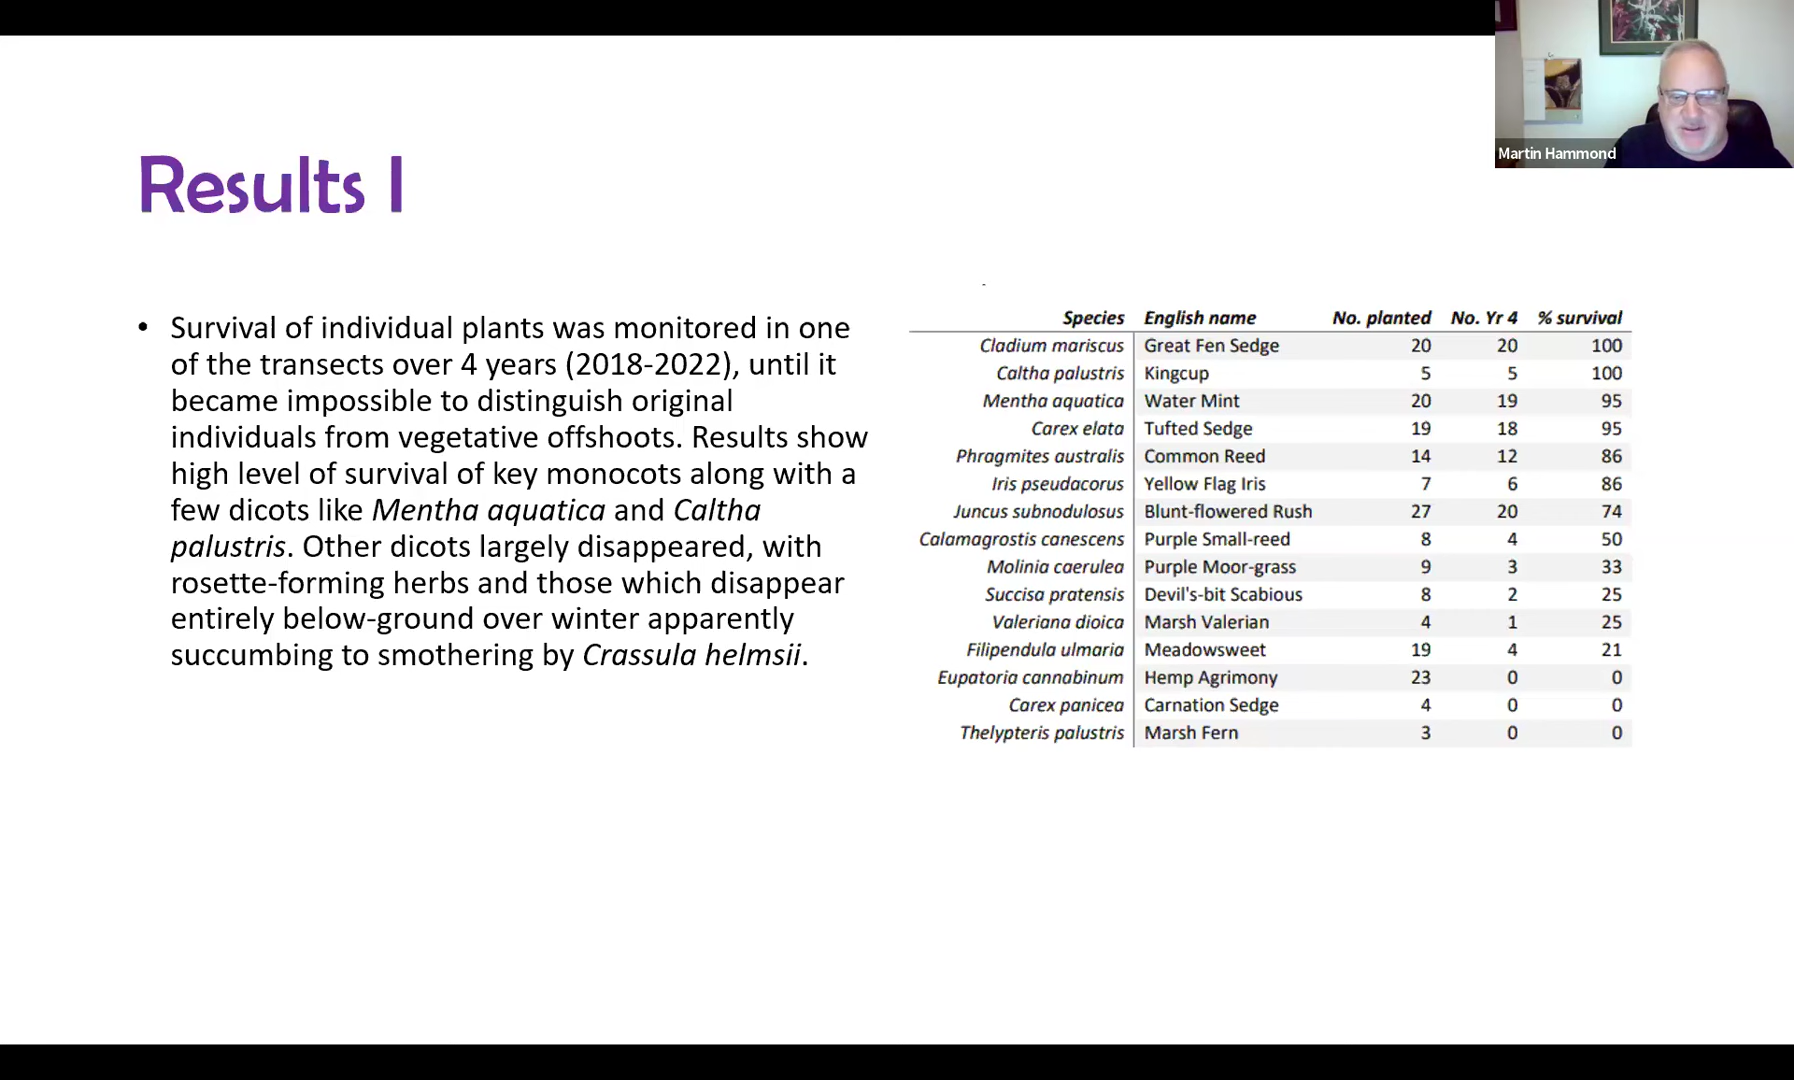 Martin Hammond
Results I
• Survival of individual plants was monitored in one
of the transects over 4 years (2018-2022), until it
became impossible to distinguish original
individuals from vegetative offshoots. Results show
high level of survival of key monocots along with a
few dicots like Mentha aquatica and Caltha
palustris. Other dicots largely disappeared, with
rosette-forming herbs and those which disappear
entirely below-ground over winter apparently
succumbing to smothering by Crassula helmsii.
Species English name No. planted No. Yr 4 % survival
Cladium mariscus Great Fen Sedge 20 20 100
Caltha palustris Kingcup 5 5 100
Mentha aquatica Water Mint 20 19 95
Carex elata Tufted Sedge 19 18 95
Phragmites australis Common Reed 14 12 86
Iris pseudacorus Yellow Flag Iris 7 6 86
Juncus subnodulosus Blunt-flowered Rush 27 20 74
Calamagrostis canescens Purple Small-reed 8 4 50
Molinia caerulea Purple Moor-grass 9 3 33
Succisa pratensis Devil's-bit Scabious 8 2 25
Valeriana dioica Marsh Valerian 4 1 25
Filipendula ulmaria Meadowsweet 19 4 21
Eupatoria cannabinum Hemp Agrimony 23 0 0
Carex panicea Carnation Sedge 4 0 0
Thelypteris palustris Marsh Fern 3 0 0